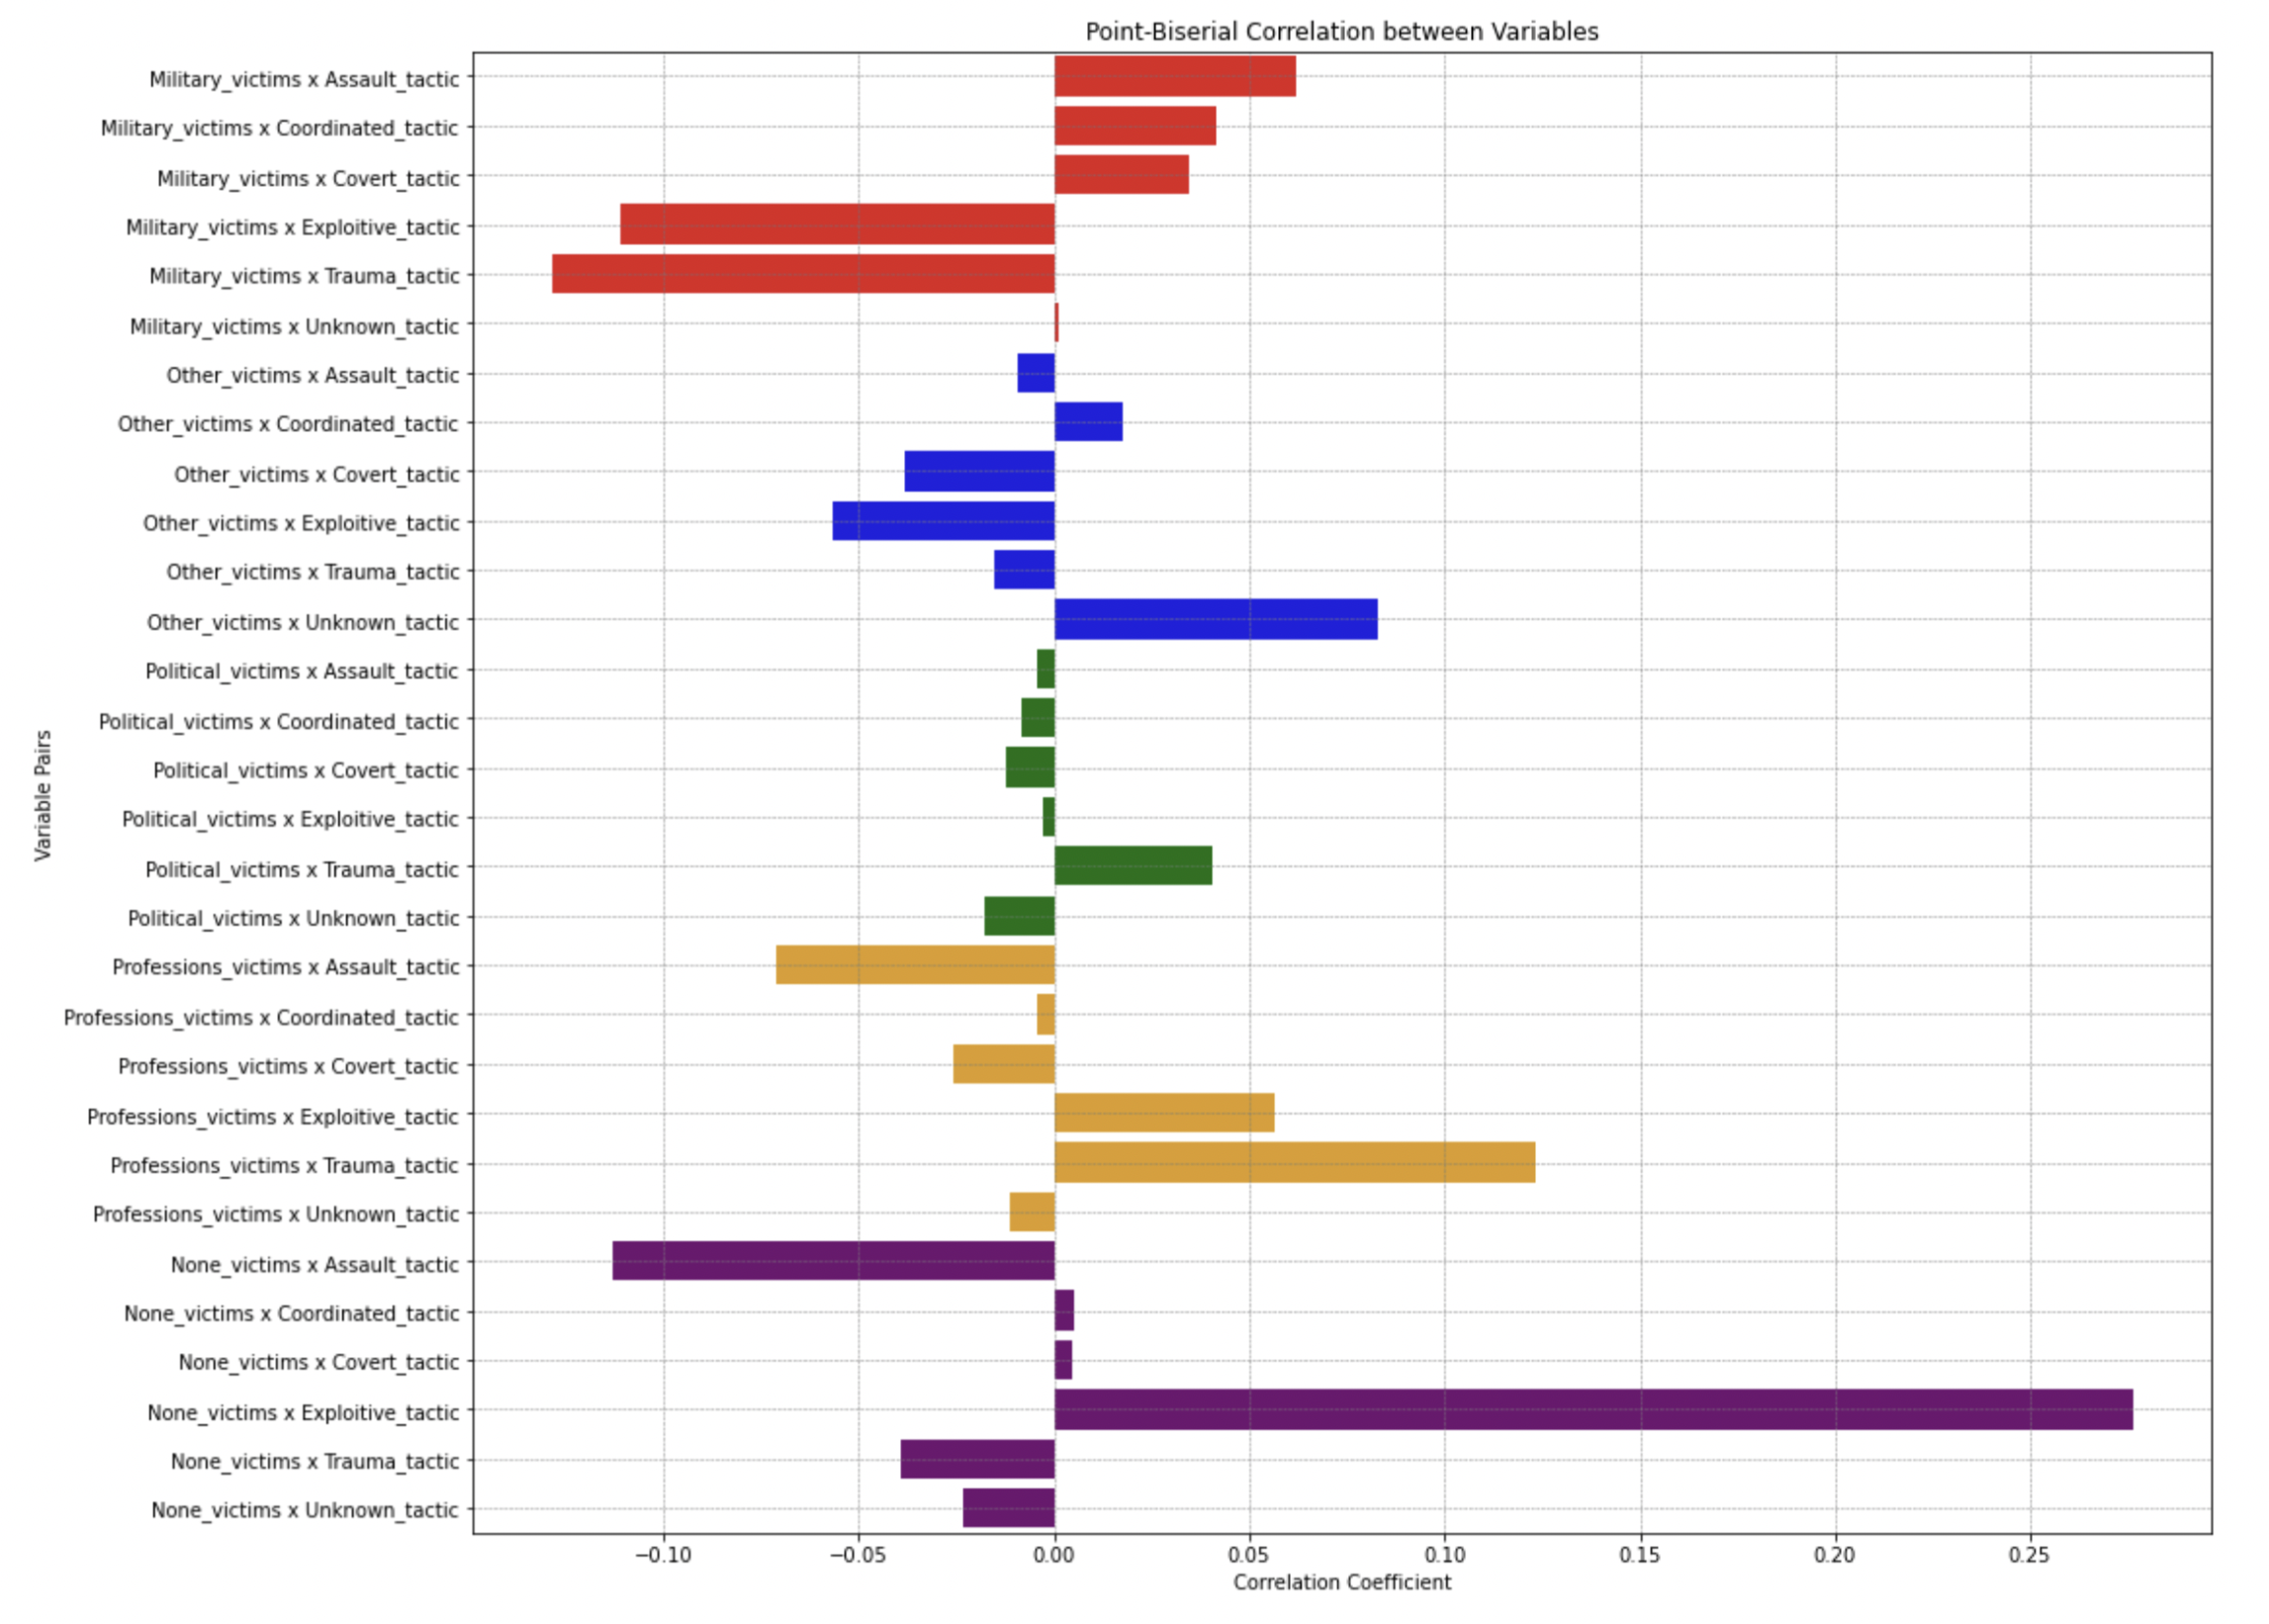 Point-Biserial Correlation between Variables
Military_victims x Assault_tactic
Military_victims x Coordinated_tactic
Military_victims x Covert_tactic
Military_victims x Exploitive_tactic
Military_victims x Trauma_tactic
Military_victims x Unknown_tactic
Other_victims x Assault_tactic
Other_victims x Coordinated_tactic
Other_victims x Covert_tactic
Other_victims x Exploitive_tactic
Other_victims x Trauma_tactic
Other_victims x Unknown_tactic
Political_victims x Assault_tactic
Political_victims x Coordinated_tactic
Political_victims x Covert_tactic
Political_victims x Exploitive_tactic
Political_victims x Trauma_tactic
Political_victims x Unknown_tactic
Professions_victims x Assault_tactic
Professions_victims x Coordinated_tactic
Professions_victims x Covert_tactic
Professions_victims x Exploitive_tactic
Professions_victims x Trauma_tactic
Professions_victims x Unknown_tactic
None_victims x Assault_tactic
None_victims x Coordinated_tactic
None_victims x Covert_tactic
None_victims x Exploitive_tactic
None_victims x Trauma_tactic
None_victims x Unknown_tactic
Variable Pairs
−0.10 −0.05 0.00 0.05 0.10 0.15 0.20 0.25
Correlation Coefficient